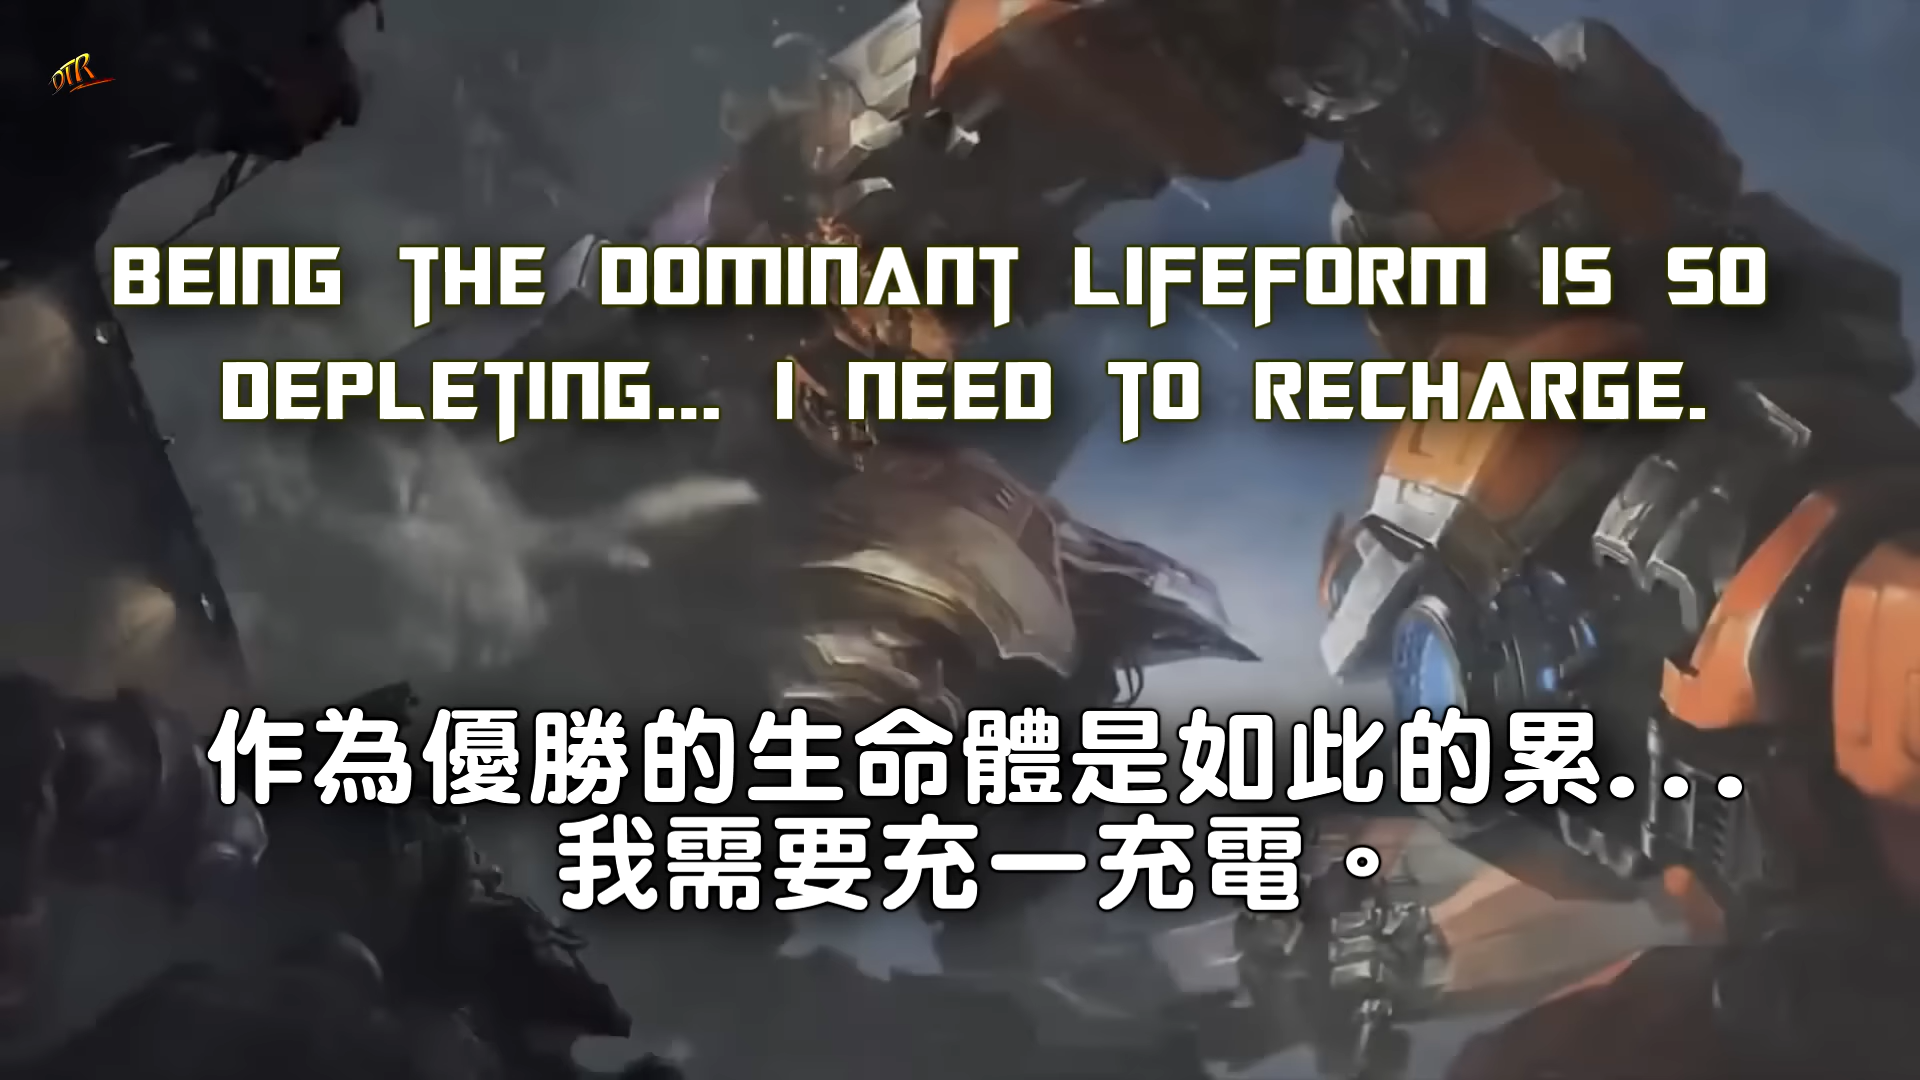 DTR
BEING THE DOMINANT LIFEFORM IS SO
DEPLETING... I NEED TO RECHARGE.
作為優勝的生命體是如此的累...
我需要充一充電。